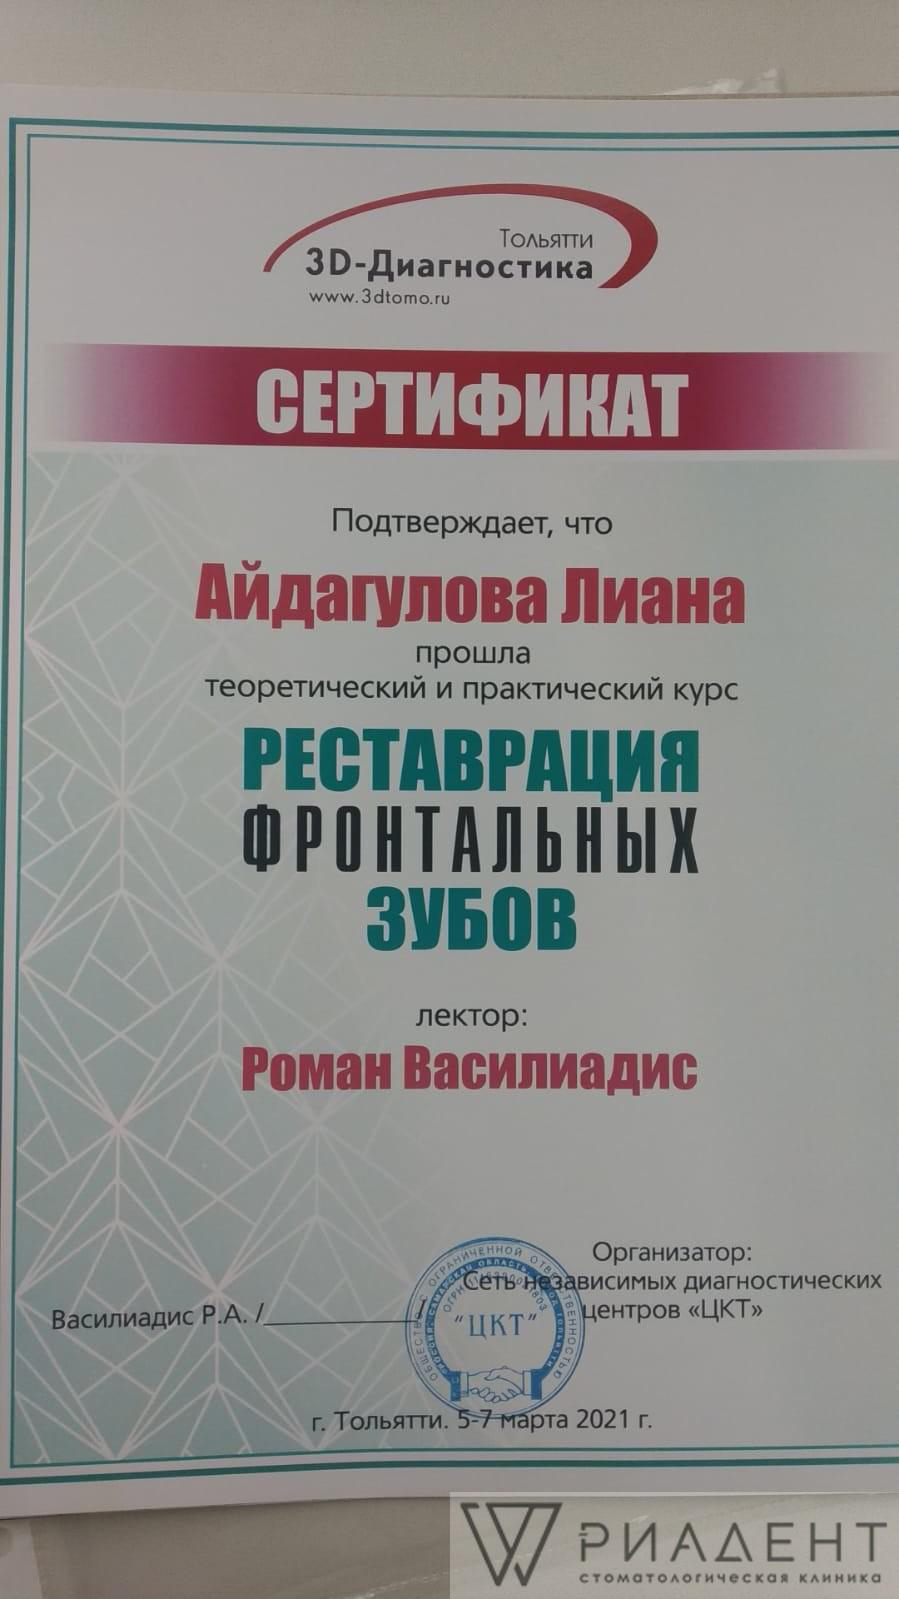 Тольятти
3D-Диагностика
www.3dtomo.ru
СЕРТИФИКАТ
Подтверждает, что
Айдагулова Лиана
прошла
теоретический и практический курс
РЕСТАВРАЦИЯ
ФРОНТАЛЬНЫХ
ЗУБОВ
лектор:
Роман Василиадис
Организатор:
Сеть независимых диагностических
центров «ЦКТ»
Василиадис Р.А. /____________/
ОБЩЕСТВО С ОГРАНИЧЕННОЙ ОТВЕТСТВЕННОСТЬЮ
"ЦКТ"
г. Тольятти. 5-7 марта 2021 г.
РИАДЕНТ
стоматологическая клиника